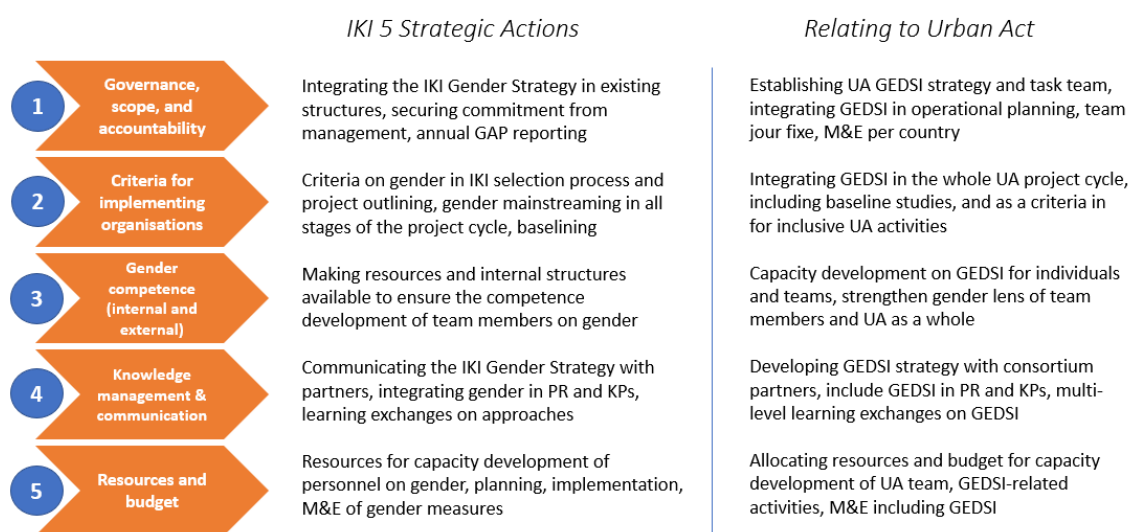 IKI 5 Strategic Actions
Relating to Urban Act
1
Governance,
scope, and
accountability
Integrating the IKI Gender Strategy in existing
structures, securing commitment from
management, annual GAP reporting
Establishing UA GEDSI strategy and task team,
integrating GEDSI in operational planning, team
jour fixe, M&E per country
2
Criteria for
implementing
organisations
Criteria on gender in IKI selection process and
project outlining, gender mainstreaming in all
stages of the project cycle, baselining
Integrating GEDSI in the whole UA project cycle,
including baseline studies, and as a criteria in
for inclusive UA activities
3
Gender
competence
(internal and
external)
Making resources and internal structures
available to ensure the competence
development of team members on gender
Capacity development on GEDSI for individuals
and teams, strengthen gender lens of team
members and UA as a whole
4
Knowledge
management &
communication
Communicating the IKI Gender Strategy with
partners, integrating gender in PR and KPs,
learning exchanges on approaches
Developing GEDSI strategy with consortium
partners, include GEDSI in PR and KPs, multi-
level learning exchanges on GEDSI
5
Resources and
budget
Resources for capacity development of
personnel on gender, planning, implementation,
M&E of gender measures
Allocating resources and budget for capacity
development of UA team, GEDSI-related
activities, M&E including GEDSI